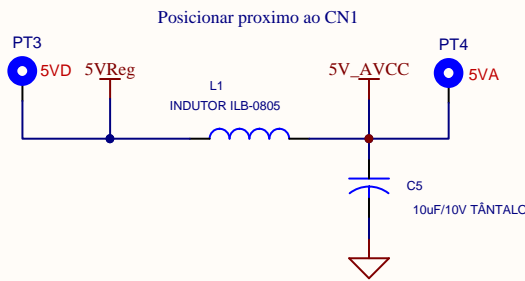 Posicionar proximo ao CN1
PT3
5VD
5VReg
L1
INDUTOR ILB-0805
5V_AVCC
PT4
5VA
C5
10uF/10V TÂNTALO